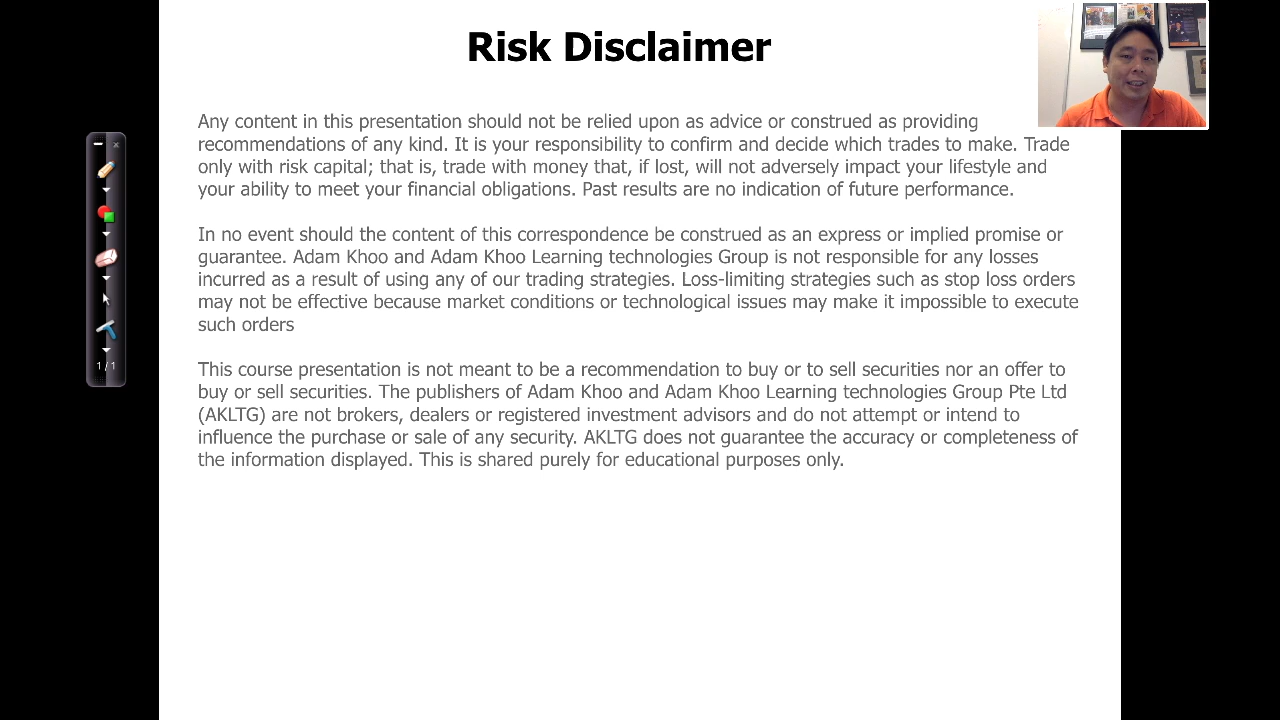 Risk Disclaimer
Any content in this presentation should not be relied upon as advice or construed as providing
recommendations of any kind. It is your responsibility to confirm and decide which trades to make. Trade
only with risk capital; that is, trade with money that, if lost, will not adversely impact your lifestyle and
your ability to meet your financial obligations. Past results are no indication of future performance.
In no event should the content of this correspondence be construed as an express or implied promise or
guarantee. Adam Khoo and Adam Khoo Learning technologies Group is not responsible for any losses
incurred as a result of using any of our trading strategies. Loss-limiting strategies such as stop loss orders
may not be effective because market conditions or technological issues may make it impossible to execute
such orders
This course presentation is not meant to be a recommendation to buy or to sell securities nor an offer to
buy or sell securities. The publishers of Adam Khoo and Adam Khoo Learning technologies Group Pte Ltd
(AKLTG) are not brokers, dealers or registered investment advisors and do not attempt or intend to
influence the purchase or sale of any security. AKLTG does not guarantee the accuracy or completeness of
the information displayed. This is shared purely for educational purposes only.
1/1